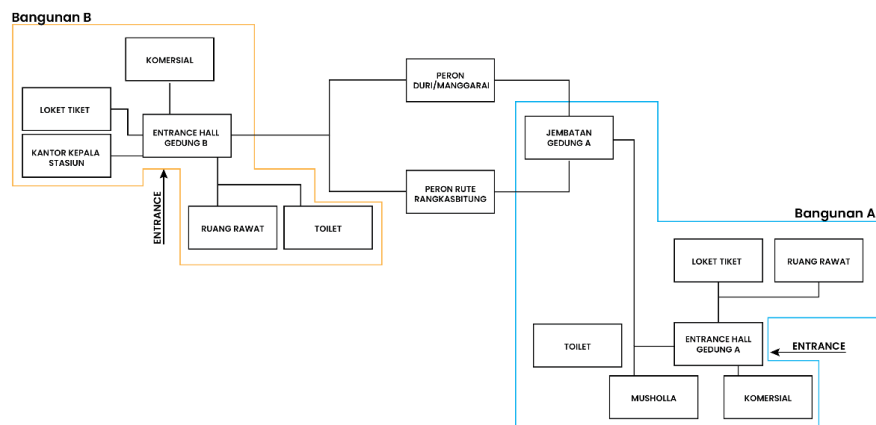 Bangunan B
KOMERSIAL
LOKET TIKET
ENTRANCE HALL
GEDUNG B
KANTOR KEPALA
STASIUN
ENTRANCE
RUANG RAWAT
TOILET
PERON
DURI/MANGGARAI
PERON RUTE
RANGKASBITUNG
JEMBATAN
GEDUNG A
Bangunan A
LOKET TIKET
RUANG RAWAT
TOILET
ENTRANCE HALL
GEDUNG A
ENTRANCE
MUSHOLLA
KOMERSIAL